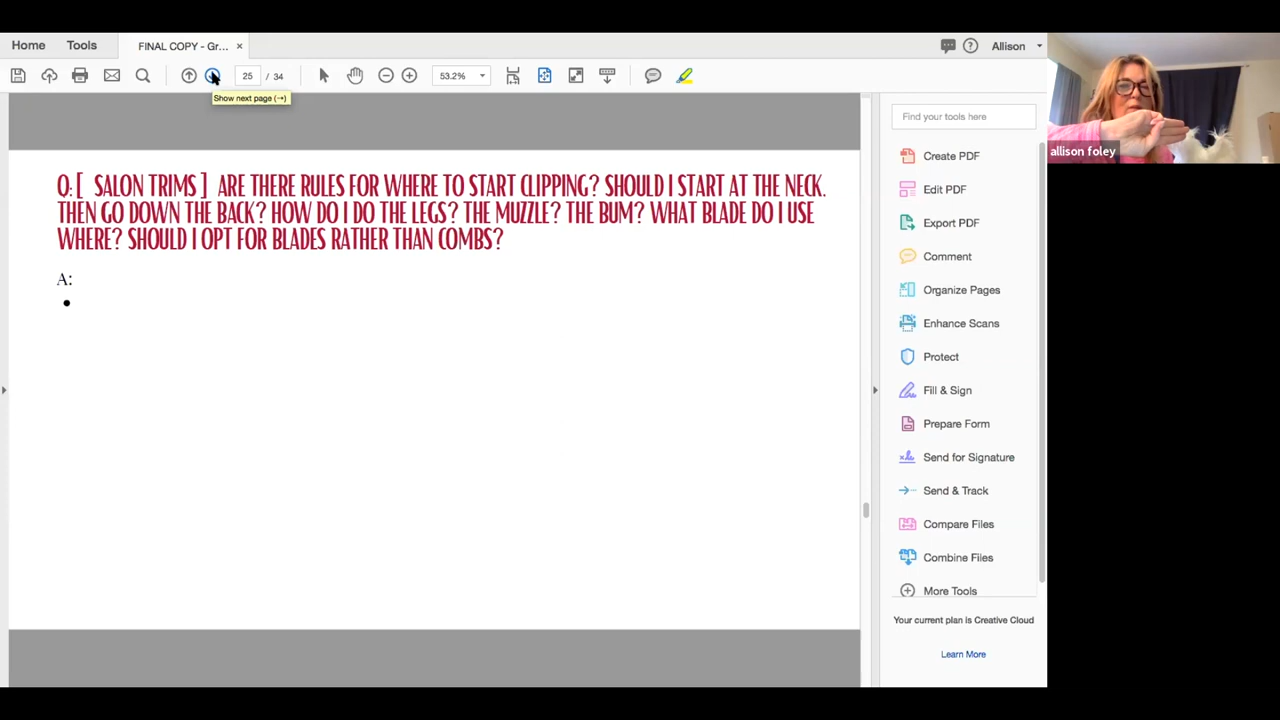 Home
Tools
FINAL COPY - Gr... ×
Allison
25 / 34
53.2%
Show next page (→)
Q: [ SALON TRIMS ] ARE THERE RULES FOR WHERE TO START CLIPPING? SHOULD I START AT THE NECK.
THEN GO DOWN THE BACK? HOW DO I DO THE LEGS? THE MUZZLE? THE BUM? WHAT BLADE DO I USE
WHERE? SHOULD I OPT FOR BLADES RATHER THAN COMBS?
A:
•
Find your tools here
Create PDF
Edit PDF
Export PDF
Comment
Organize Pages
Enhance Scans
Protect
Fill & Sign
Prepare Form
Send for Signature
Send & Track
Compare Files
Combine Files
More Tools
Your current plan is Creative Cloud
Learn More
allison foley